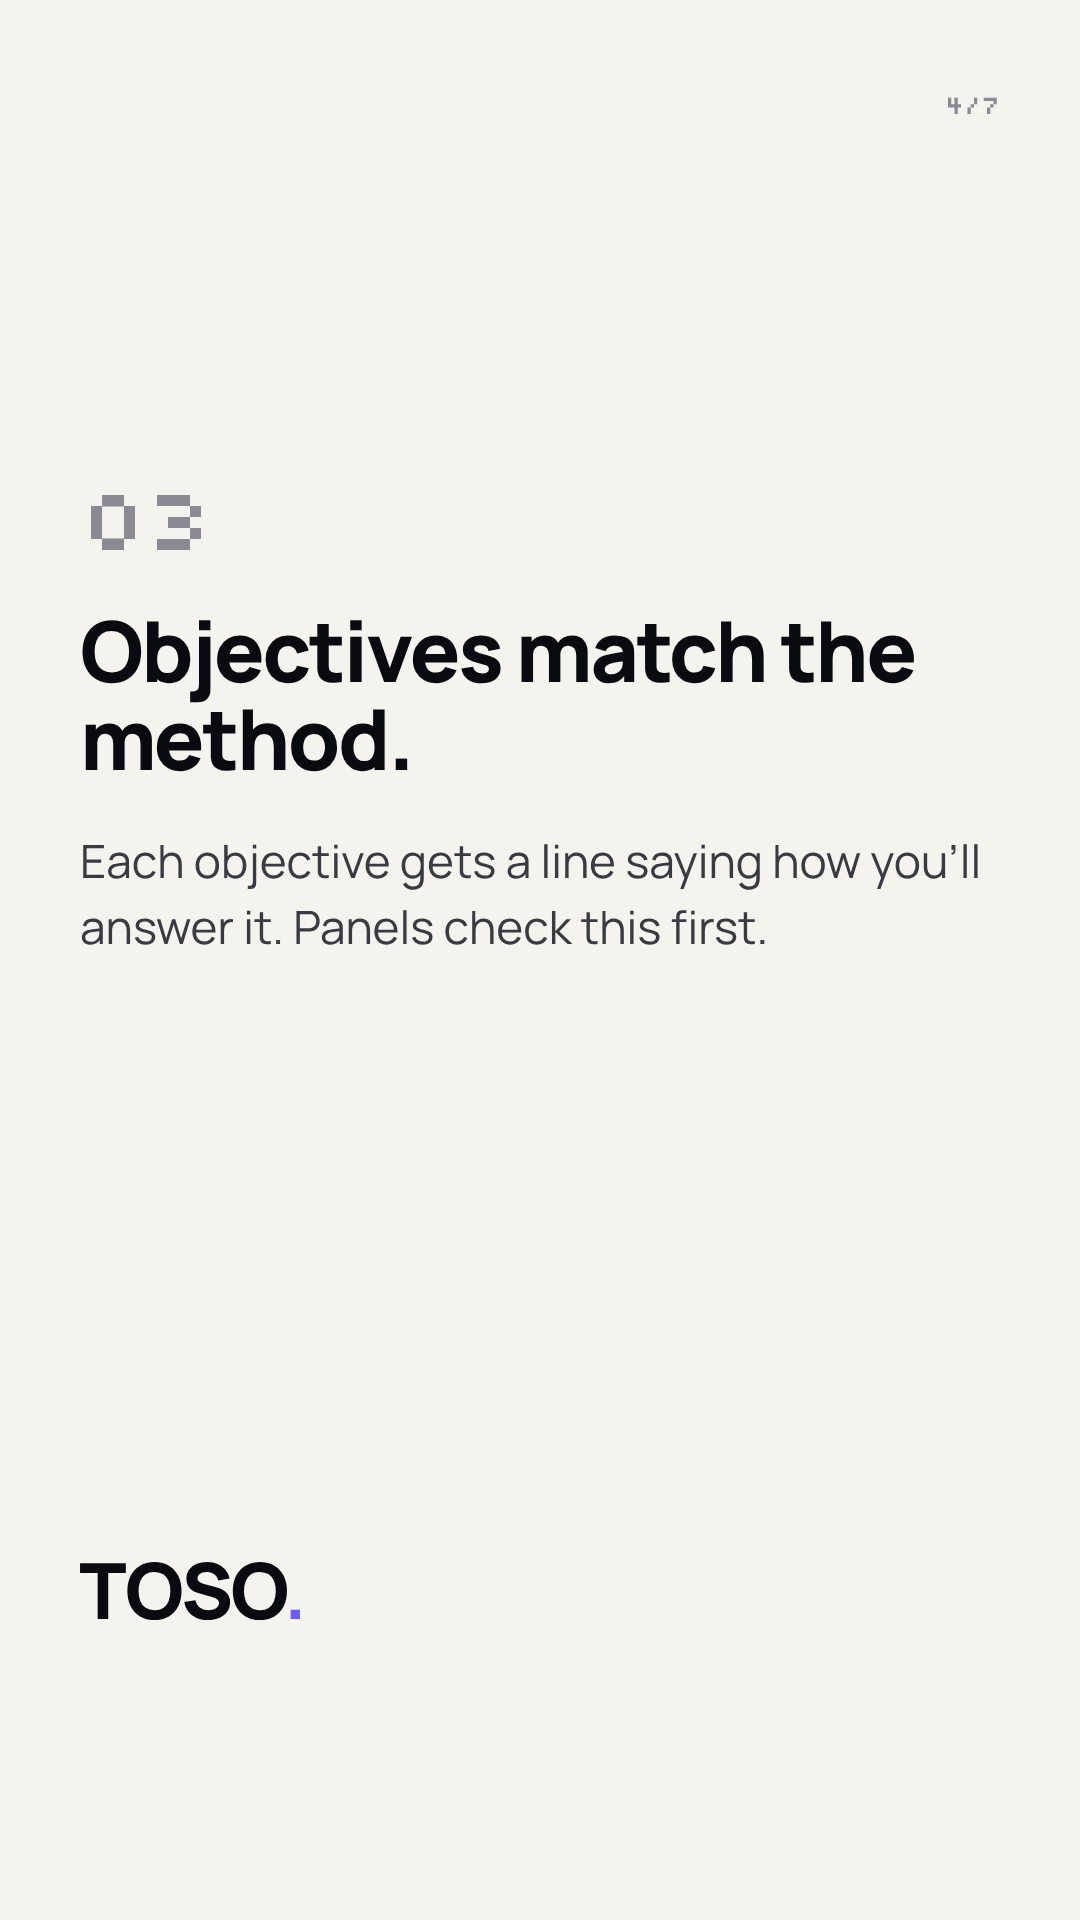 4/7
03
Objectives match the
method.
Each objective gets a line saying how you’ll
answer it. Panels check this first.
TOSO.